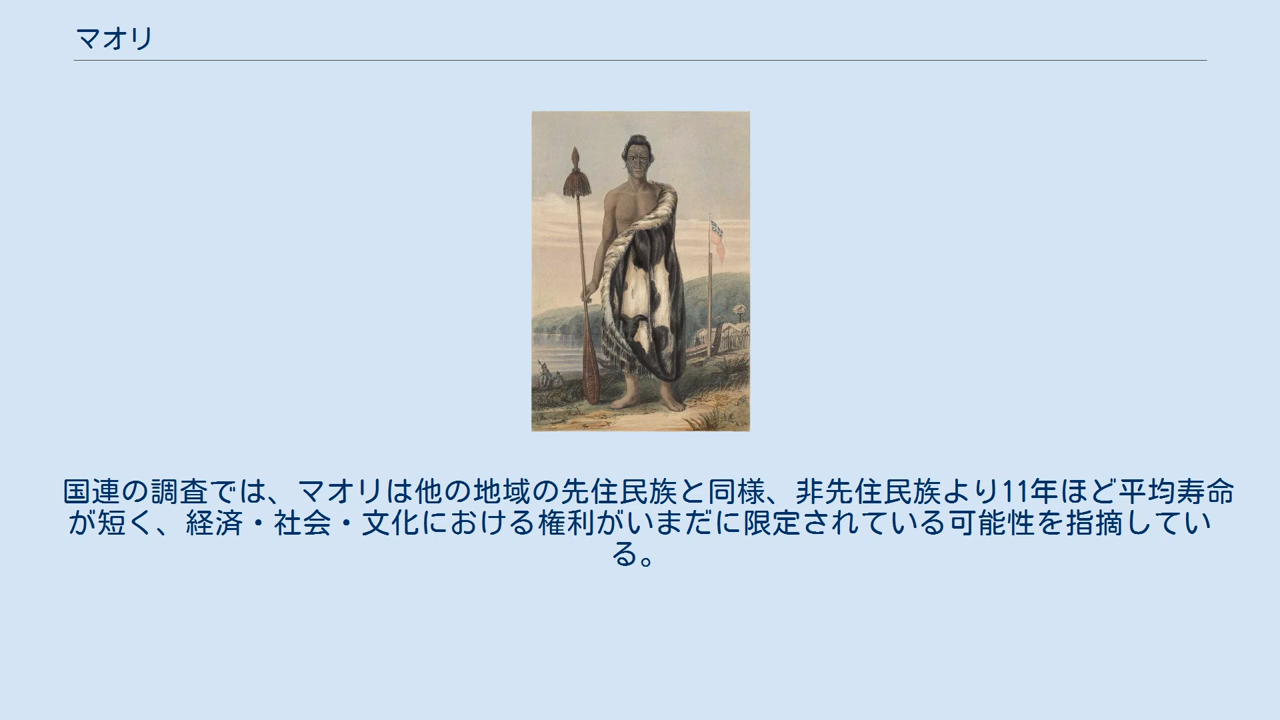 マオリ
国連の調査では、マオリは他の地域の先住民族と同様、非先住民族より11年ほど平均寿命
が短く、経済・社会・文化における権利がいまだに限定されている可能性を指摘してい
る。